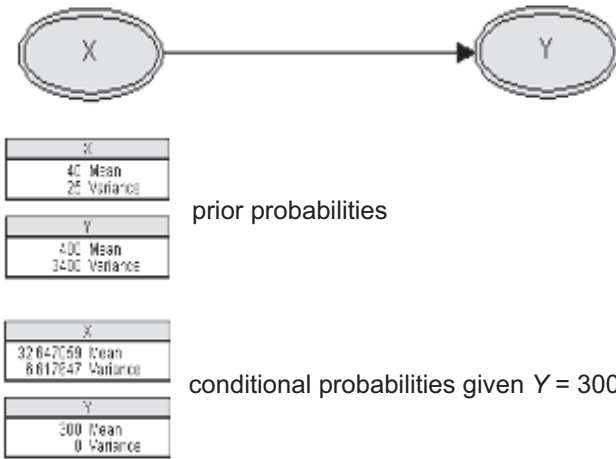 X
Y
X
40 Mean
25 Variance
prior probabilities
Y
400 Mean
3400 Variance
X
32.647059 Mean
6.617647 Variance
conditional probabilities given Y = 300
Y
300 Mean
0 Variance